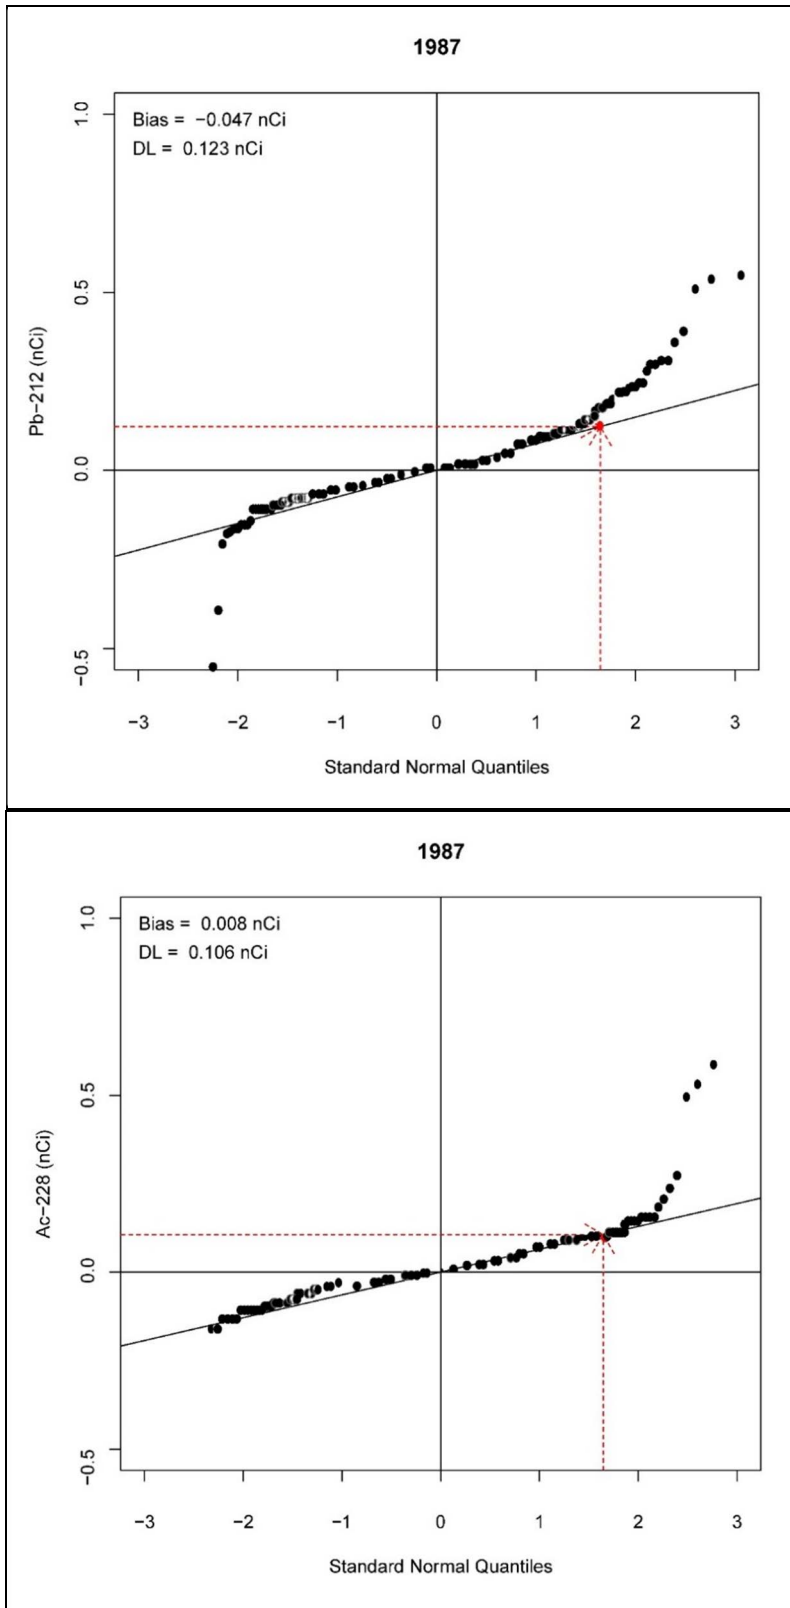 1987
Bias = −0.047 nCi
DL = 0.123 nCi
1.0
0.5
0.0
−0.5
Pb−212 (nCi)
−3 −2 −1 0 1 2 3
Standard Normal Quantiles
1987
Bias = 0.008 nCi
DL = 0.106 nCi
1.0
0.5
0.0
−0.5
Ac−228 (nCi)
−3 −2 −1 0 1 2 3
Standard Normal Quantiles